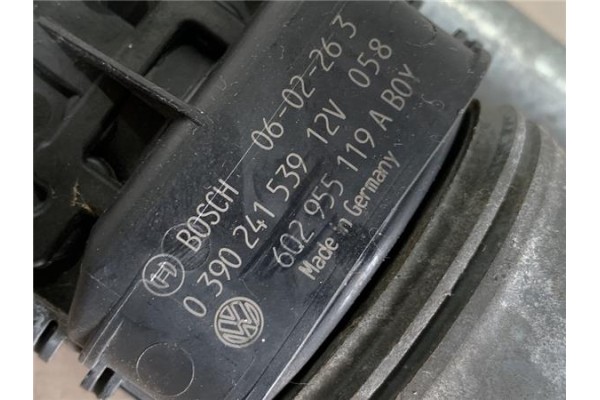 BOSCH 06-02-26 3
0 390 241 539 12V 058
6Q2 955 119 A BOY
Made in Germany